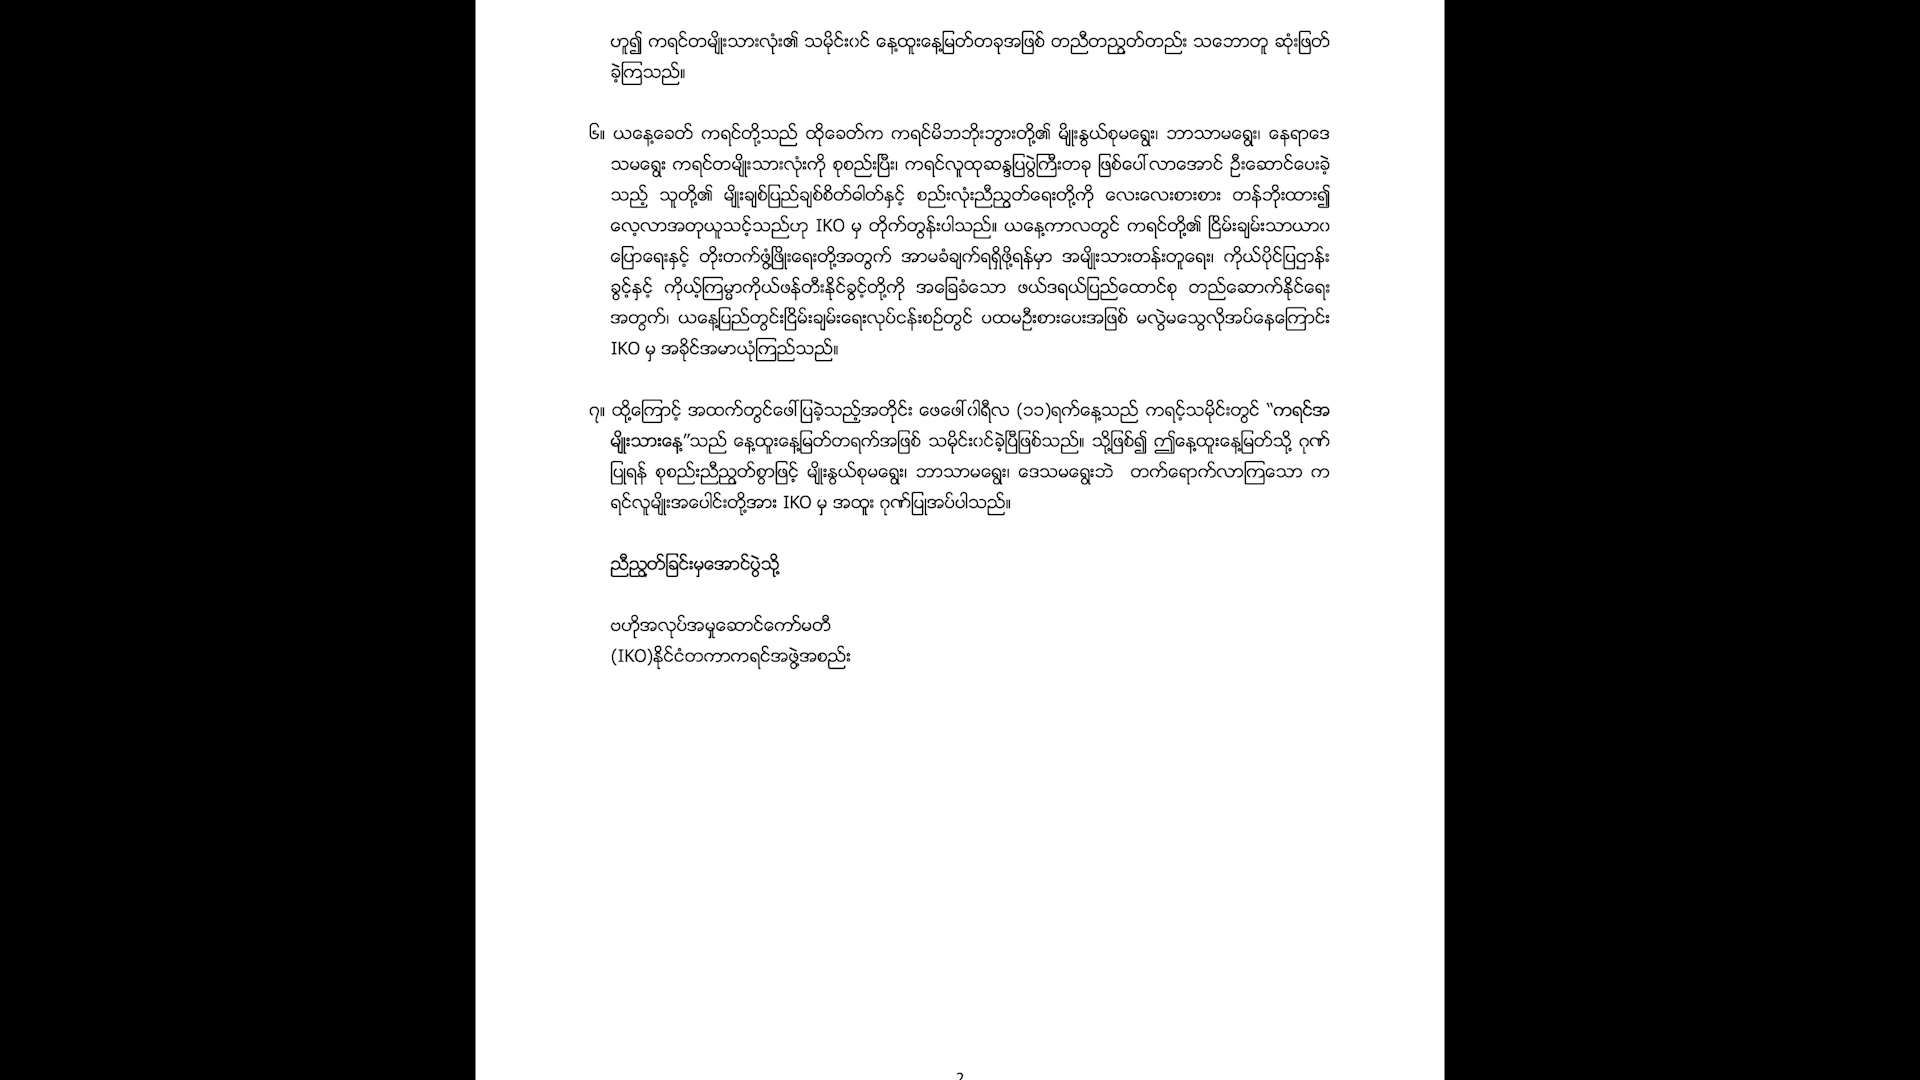 ဟူ၍ ကရင်တမျိုးသားလုံး၏ သမိုင်းဝင် နေ့ထူးနေ့မြတ်တခုအဖြစ် တညီတညွတ်တည်း သဘောတူ ဆုံးဖြတ်
ခဲ့ကြသည်။
၆။ ယနေ့ခေတ် ကရင်တို့သည် ထိုခေတ်က ကရင်မိဘဘိုးဘွားတို့၏ မျိုးနွယ်စုမရွေး၊ ဘာသာမရွေး၊ နေရာဒေ
သမရွေး ကရင်တမျိုးသားလုံးကို စုစည်းပြီး၊ ကရင်လူထုဆန္ဒပြပွဲကြီးတခု ဖြစ်ပေါ်လာအောင် ဦးဆောင်ပေးခဲ့
သည့် သူတို့၏ မျိုးချစ်ပြည်ချစ်စိတ်ဓါတ်နှင့် စည်းလုံးညီညွတ်ရေးတို့ကို လေးလေးစားစား တန်ဘိုးထား၍
လေ့လာအတုယူသင့်သည်ဟု IKO မှ တိုက်တွန်းပါသည်။ ယနေ့ကာလတွင် ကရင်တို့၏ ငြိမ်းချမ်းသာယာဝ
ပြောရေးနှင့် တိုးတက်ဖွံ့ဖြိုးရေးတို့အတွက် အာမခံချက်ရရှိဖို့ရန်မှာ အမျိုးသားတန်းတူရေး၊ ကိုယ်ပိုင်ပြဌာန်း
ခွင့်နှင့် ကိုယ့်ကြမ္မာကိုယ်ဖန်တီးနိုင်ခွင့်တို့ကို အခြေခံသော ဖယ်ဒရယ်ပြည်ထောင်စု တည်ဆောက်နိုင်ရေး
အတွက်၊ ယနေ့ပြည်တွင်းငြိမ်းချမ်းရေးလုပ်ငန်းစဉ်တွင် ပထမဦးစားပေးအဖြစ် မလွဲမသွေလိုအပ်နေကြောင်း
IKO မှ အခိုင်အမာယုံကြည်သည်။
၇။ ထို့ကြောင့် အထက်တွင်ဖေါ်ပြခဲ့သည့်အတိုင်း ဖေဖေါ်ဝါရီလ (၁၁)ရက်နေ့သည် ကရင့်သမိုင်းတွင် “ကရင်အ
မျိုးသားနေ့”သည် နေ့ထူးနေ့မြတ်တရက်အဖြစ် သမိုင်းဝင်ခဲ့ပြီဖြစ်သည်။ သို့ဖြစ်၍ ဤနေ့ထူးနေ့မြတ်သို့ ဂုဏ်
ပြုရန် စုစည်းညီညွတ်စွာဖြင့် မျိုးနွယ်စုမရွေး၊ ဘာသာမရွေး၊ ဒေသမရွေးဘဲ တက်ရောက်လာကြသော က
ရင်လူမျိုးအပေါင်းတို့အား IKO မှ အထူး ဂုဏ်ပြုအပ်ပါသည်။
ညီညွတ်ခြင်းမှအောင်ပွဲသို့
ဗဟိုအလုပ်အမှုဆောင်ကော်မတီ
(IKO)နိုင်ငံတကာကရင်အဖွဲ့အစည်း